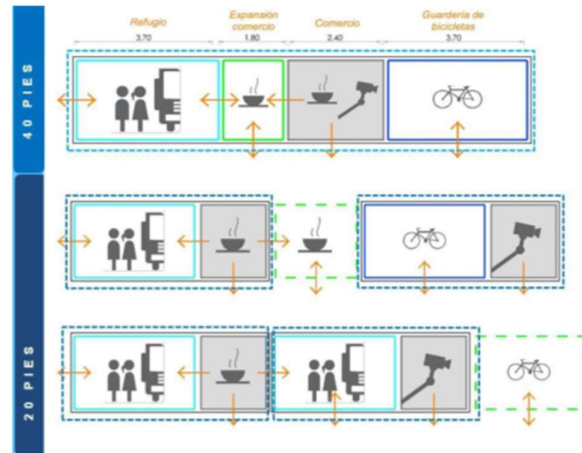 Refugio
Expansión
comercio
Comercio
Guardería de
bicicletas
3.70
1.80
2.40
3.70
40 PIES
20 PIES